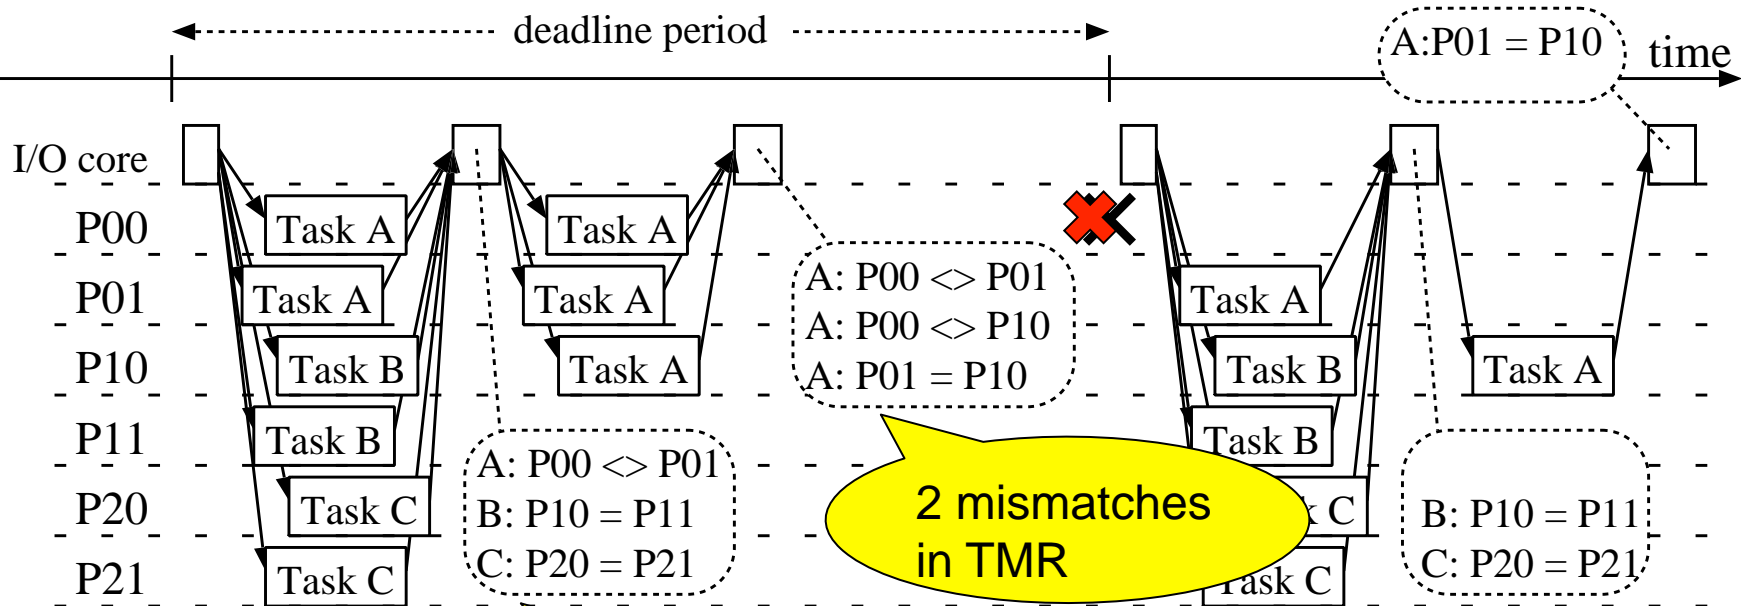 deadline period
A:P01 = P10
time
I/O core
P00
Task A
Task A
P01
Task A
Task A
Task A
P10
Task B
Task A
Task B
Task A
P11
Task B
Task B
P20
Task C
k C
P21
Task C
Task C
A: P00 <> P01
A: P00 <> P10
A: P01 = P10
A: P00 <> P01
B: P10 = P11
C: P20 = P21
2 mismatches
in TMR
B: P10 = P11
C: P20 = P21